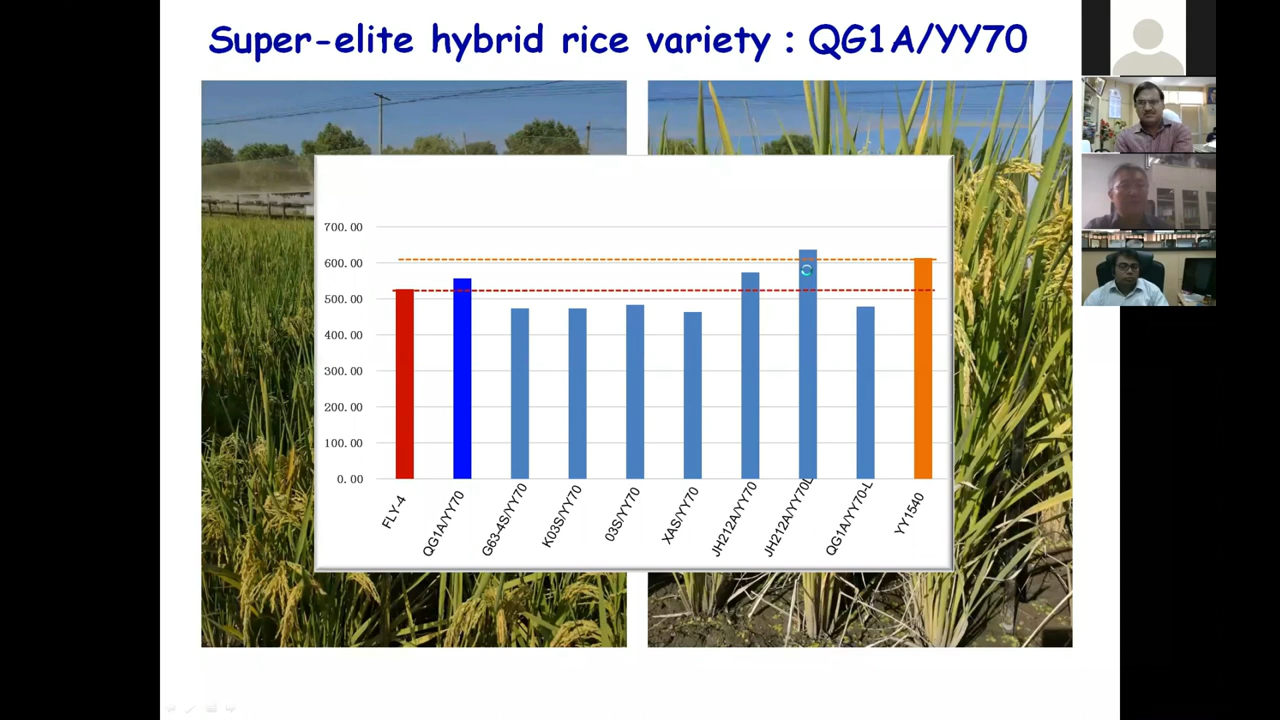 Super-elite hybrid rice variety : QG1A/YY70
700.00
600.00
500.00
400.00
300.00
200.00
100.00
0.00
FLY-4
QG1A/YY70
G63-4S/YY70
K03S/YY70
03S/YY70
XAS/YY70
JH212A/YY70
JH212A/YY70L
QG1A/YY70-L
YY1540